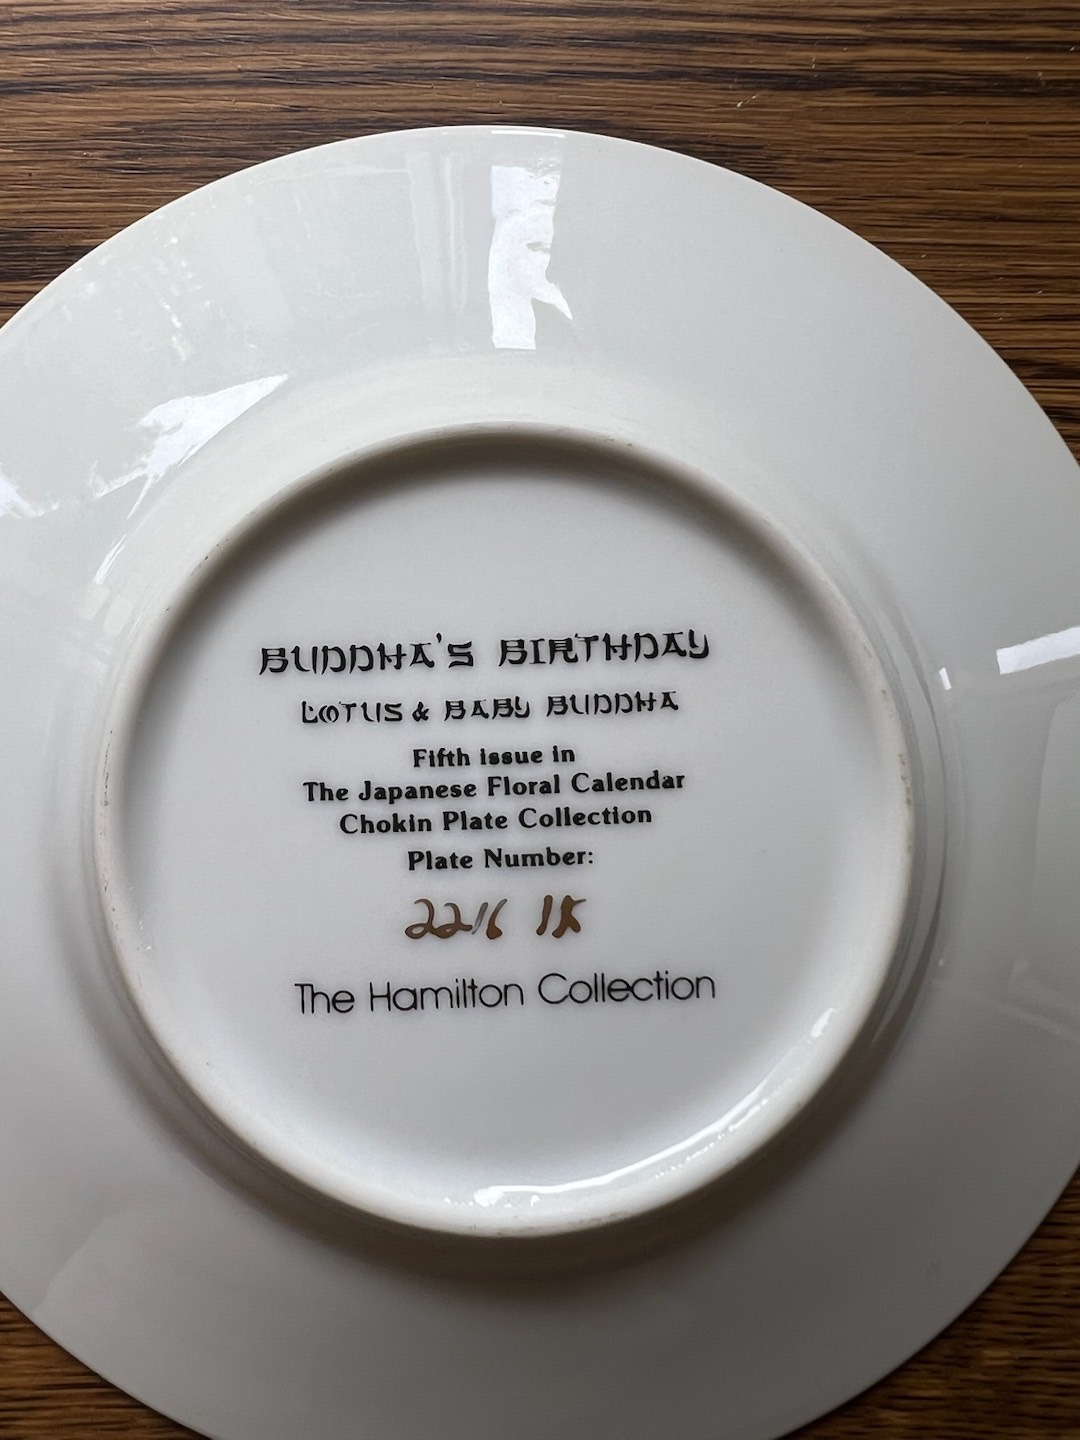 BUDDHA'S BIRTHDAY
LOTUS & BABY BUDDHA
Fifth issue in
The Japanese Floral Calendar
Chokin Plate Collection
Plate Number:
2216
The Hamilton Collection